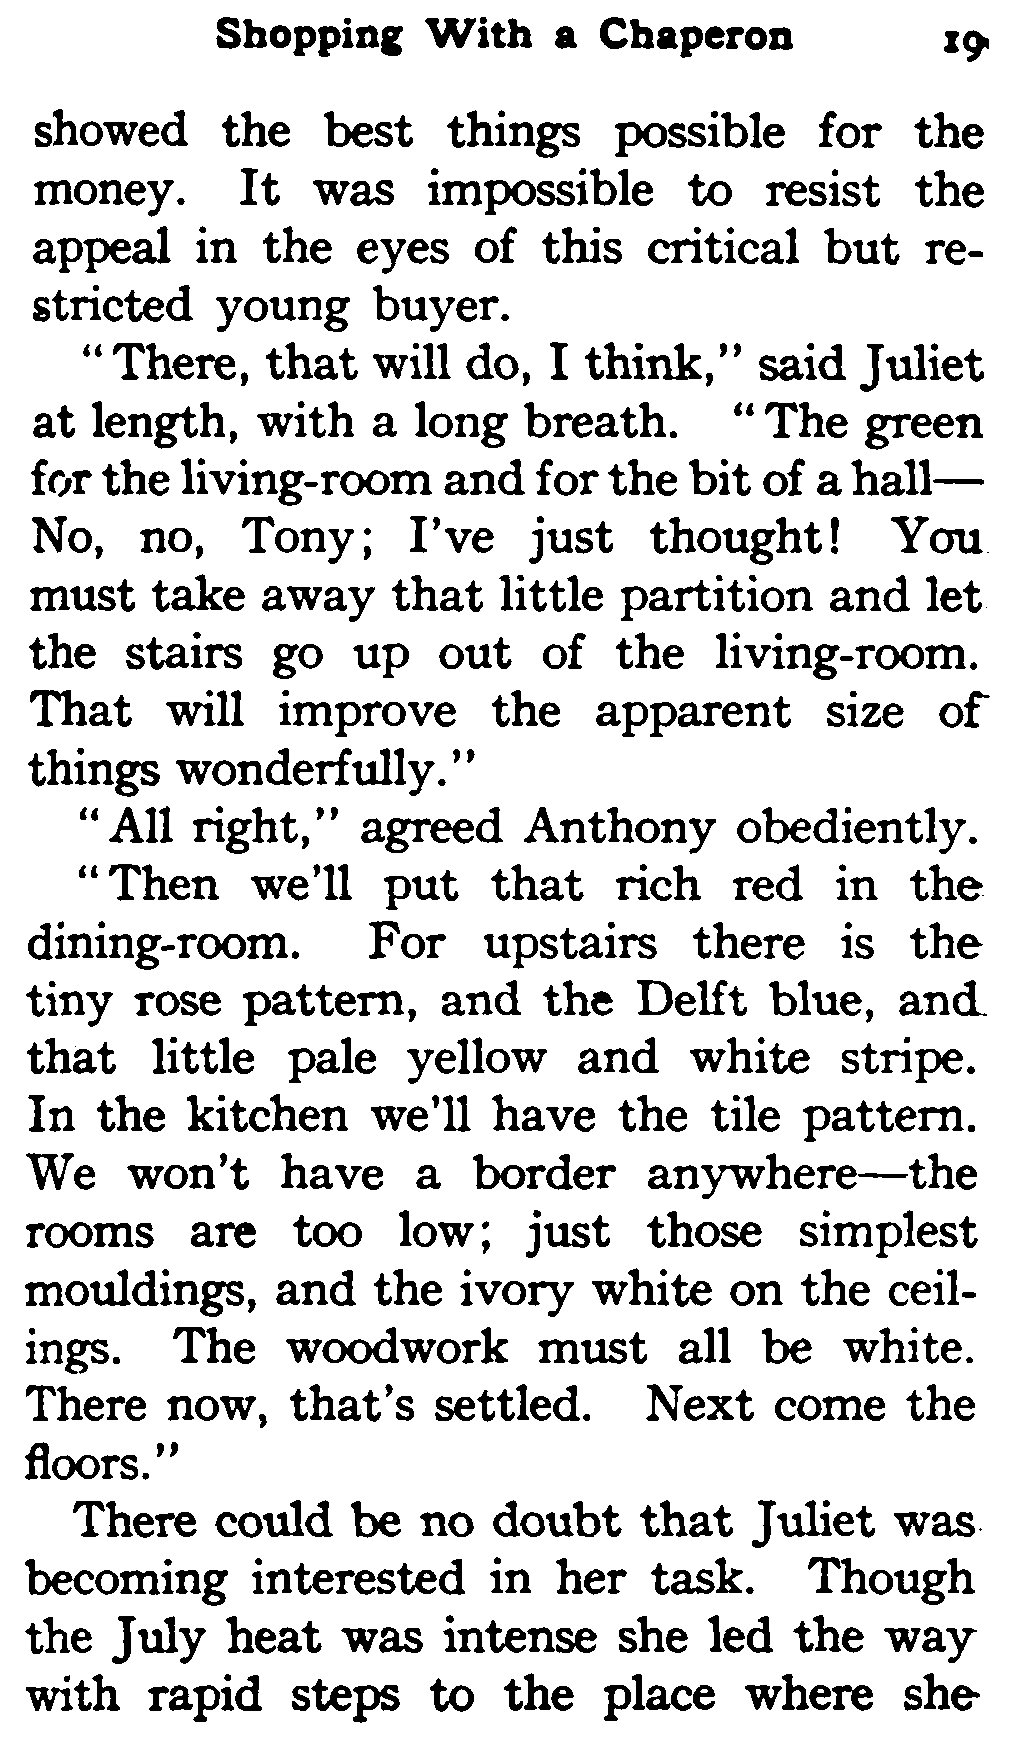 Shopping With a Chaperon 19
showed the best things possible for the
money. It was impossible to resist the
appeal in the eyes of this critical but re-
stricted young buyer.
"There, that will do, I think," said Juliet
at length, with a long breath. "The green
for the living-room and for the bit of a hall—
No, no, Tony; I've just thought! You
must take away that little partition and let
the stairs go up out of the living-room.
That will improve the apparent size of
things wonderfully."
"All right," agreed Anthony obediently.
"Then we'll put that rich red in the
dining-room. For upstairs there is the
tiny rose pattern, and the Delft blue, and
that little pale yellow and white stripe.
In the kitchen we'll have the tile pattern.
We won't have a border anywhere—the
rooms are too low; just those simplest
mouldings, and the ivory white on the ceil-
ings. The woodwork must all be white.
There now, that's settled. Next come the
floors."
There could be no doubt that Juliet was
becoming interested in her task. Though
the July heat was intense she led the way
with rapid steps to the place where she